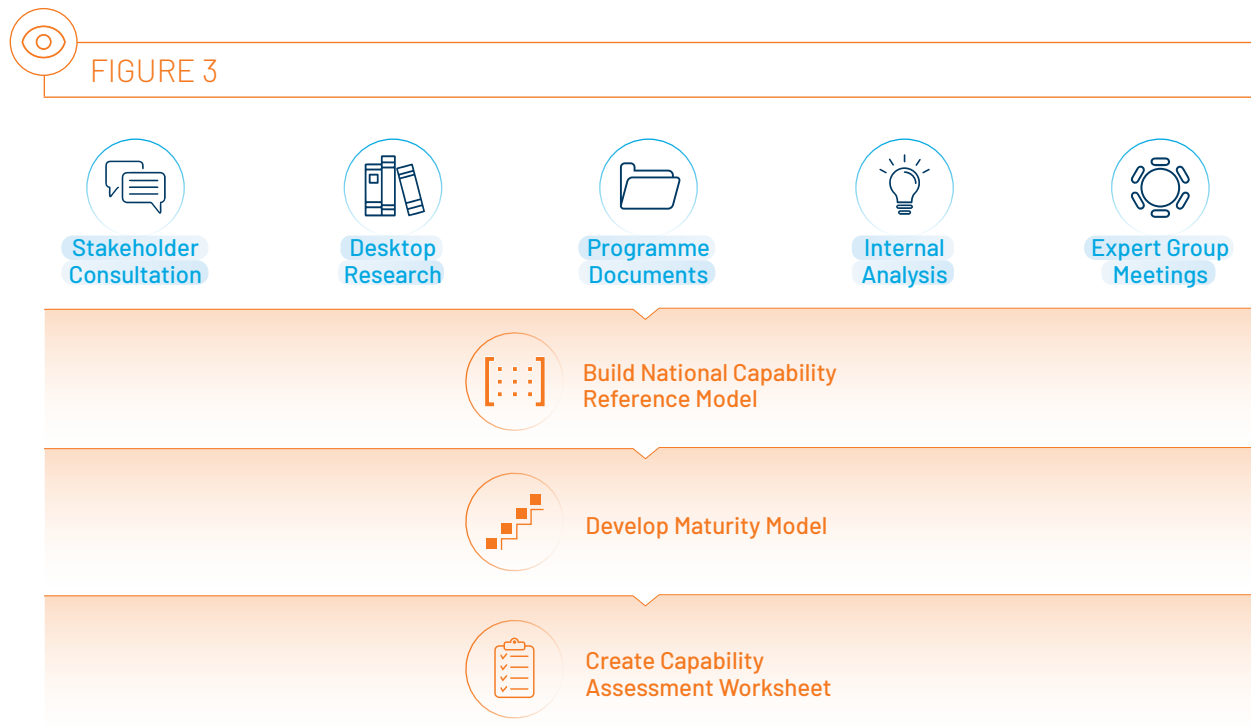 FIGURE 3
Stakeholder
Consultation
Desktop
Research
Programme
Documents
Internal
Analysis
Expert Group
Meetings
Build National Capability
Reference Model
Develop Maturity Model
Create Capability
Assessment Worksheet